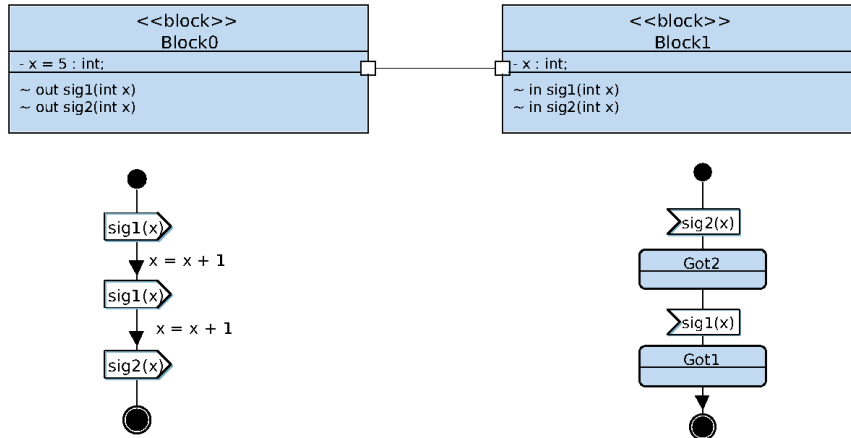 <<block>>
Block0
- x = 5 : int;
~ out sig1(int x)
~ out sig2(int x)
<<block>>
Block1
- x : int;
~ in sig1(int x)
~ in sig2(int x)
sig1(x)
x = x + 1
sig1(x)
x = x + 1
sig2(x)
sig2(x)
Got2
sig1(x)
Got1